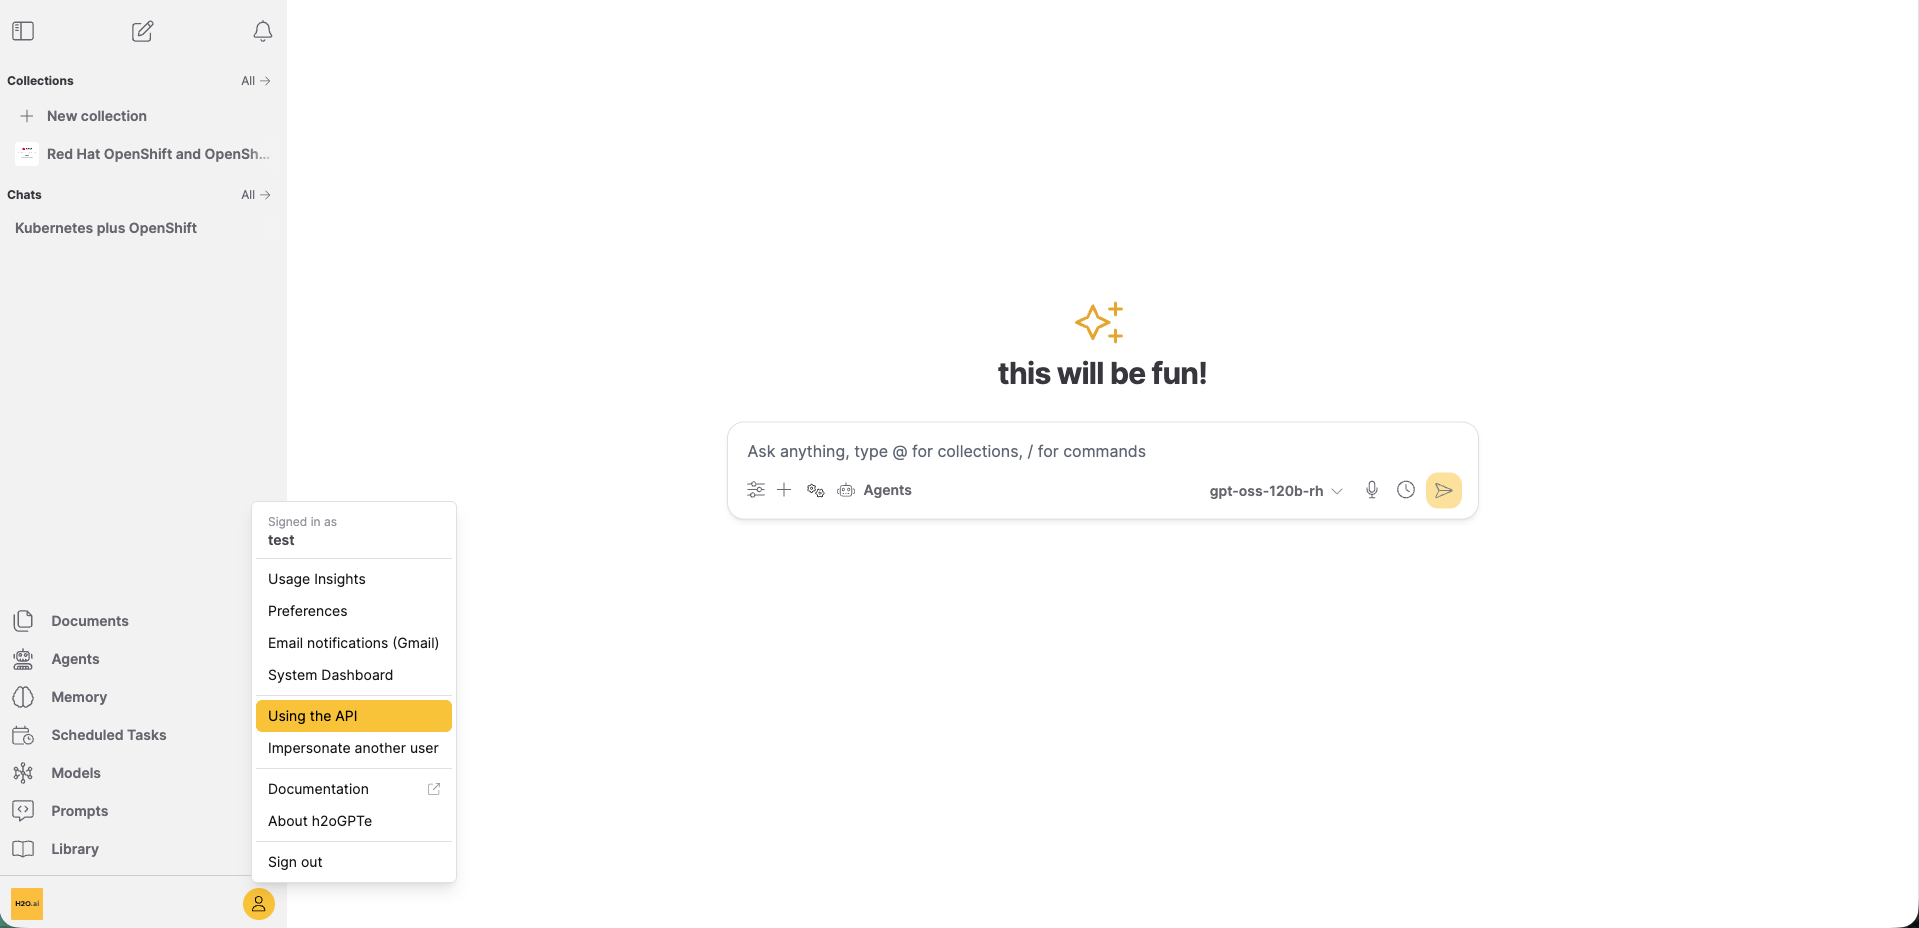 Collections
All
New collection
Red Hat OpenShift and OpenSh...
Chats
All
Kubernetes plus OpenShift
this will be fun!
Ask anything, type @ for collections, / for commands
Agents
gpt-oss-120b-rh
Signed in as
test
Usage Insights
Preferences
Email notifications (Gmail)
System Dashboard
Using the API
Impersonate another user
Documentation
About h2oGPTe
Sign out
Documents
Agents
Memory
Scheduled Tasks
Models
Prompts
Library
H2O.ai